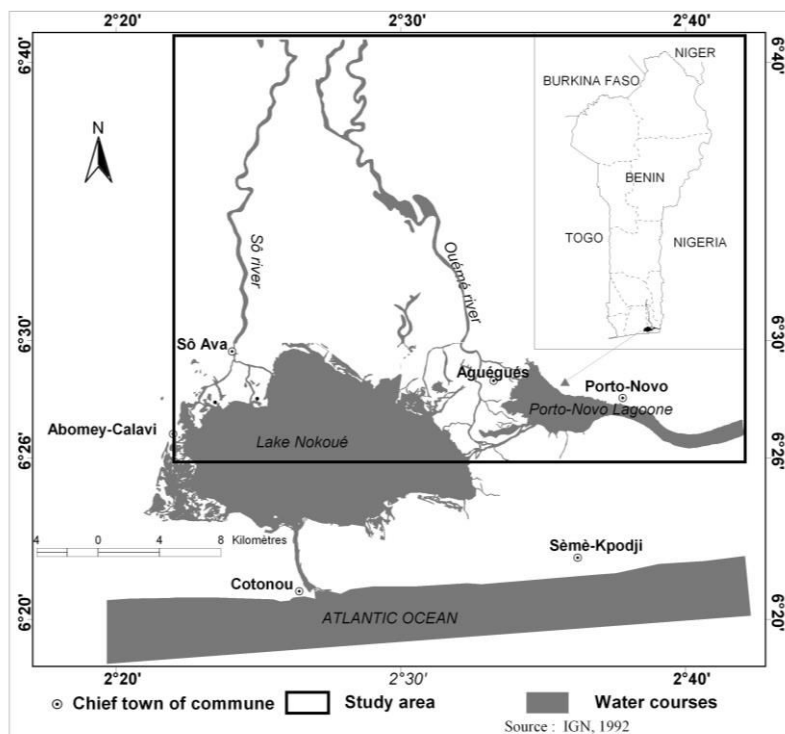 2°20' 2°30' 2°40'
6°40' 6°40'
NIGER
BURKINA FASO
N
BENIN
TOGO
NIGERIA
Sô river
Ouémé river
6°30' 6°30'
Sô Ava
Aguégués
Porto-Novo
Porto-Novo Lagoone
Abomey-Calavi
Lake Nokoué
6°26' 6°26'
4 0 4 8 Kilomètres
Sèmè-Kpodji
Cotonou
6°20' 6°20'
ATLANTIC OCEAN
2°20' 2°30' 2°40'
Chief town of commune Study area Water courses
Source : IGN, 1992